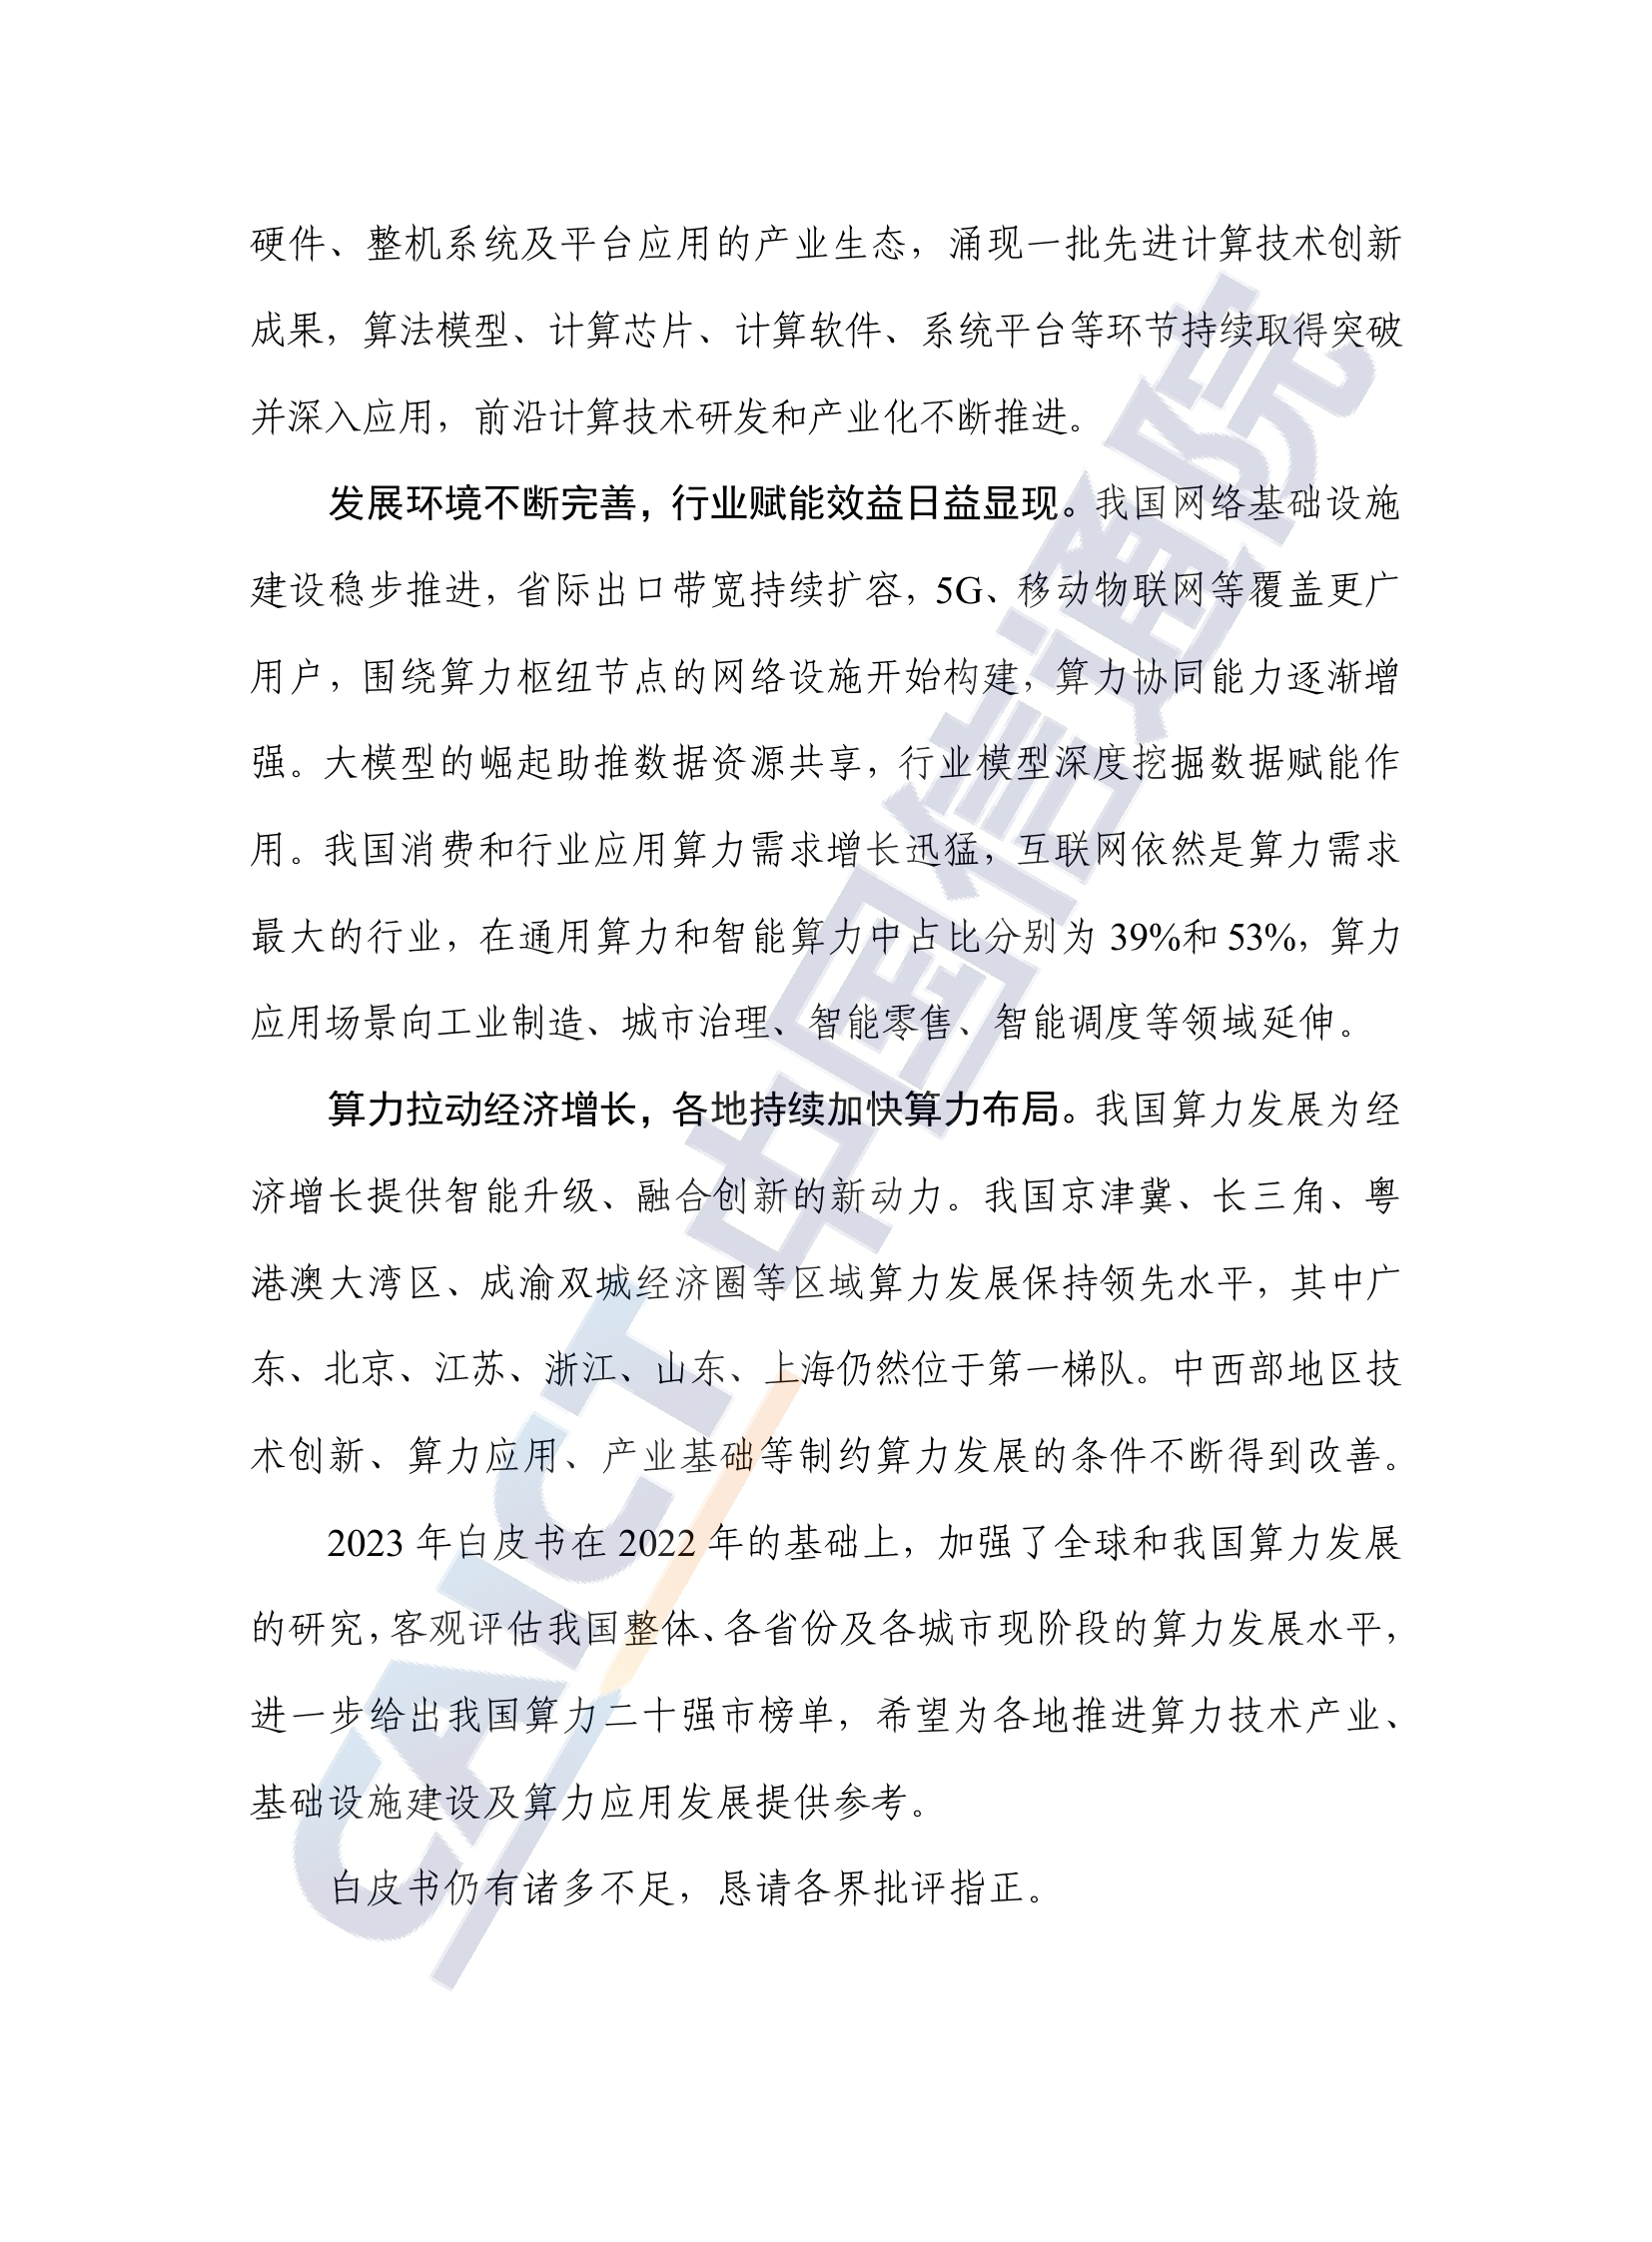 硬件、整机系统及平台应用的产业生态，涌现一批先进计算技术创新
成果，算法模型、计算芯片、计算软件、系统平台等环节持续取得突破
并深入应用，前沿计算技术研发和产业化不断推进。
发展环境不断完善，行业赋能效益日益显现。我国网络基础设施
建设稳步推进，省际出口带宽持续扩容，5G、移动物联网等覆盖更广
用户，围绕算力枢纽节点的网络设施开始构建，算力协同能力逐渐增
强。大模型的崛起助推数据资源共享，行业模型深度挖掘数据赋能作
用。我国消费和行业应用算力需求增长迅猛，互联网依然是算力需求
最大的行业，在通用算力和智能算力中占比分别为 39%和 53%，算力
应用场景向工业制造、城市治理、智能零售、智能调度等领域延伸。
算力拉动经济增长，各地持续加快算力布局。我国算力发展为经
济增长提供智能升级、融合创新的新动力。我国京津冀、长三角、粤
港澳大湾区、成渝双城经济圈等区域算力发展保持领先水平，其中广
东、北京、江苏、浙江、山东、上海仍然位于第一梯队。中西部地区技
术创新、算力应用、产业基础等制约算力发展的条件不断得到改善。
2023 年白皮书在 2022 年的基础上，加强了全球和我国算力发展
的研究，客观评估我国整体、各省份及各城市现阶段的算力发展水平，
进一步给出我国算力二十强市榜单，希望为各地推进算力技术产业、
基础设施建设及算力应用发展提供参考。
白皮书仍有诸多不足，恳请各界批评指正。
CAICT 中国信通院